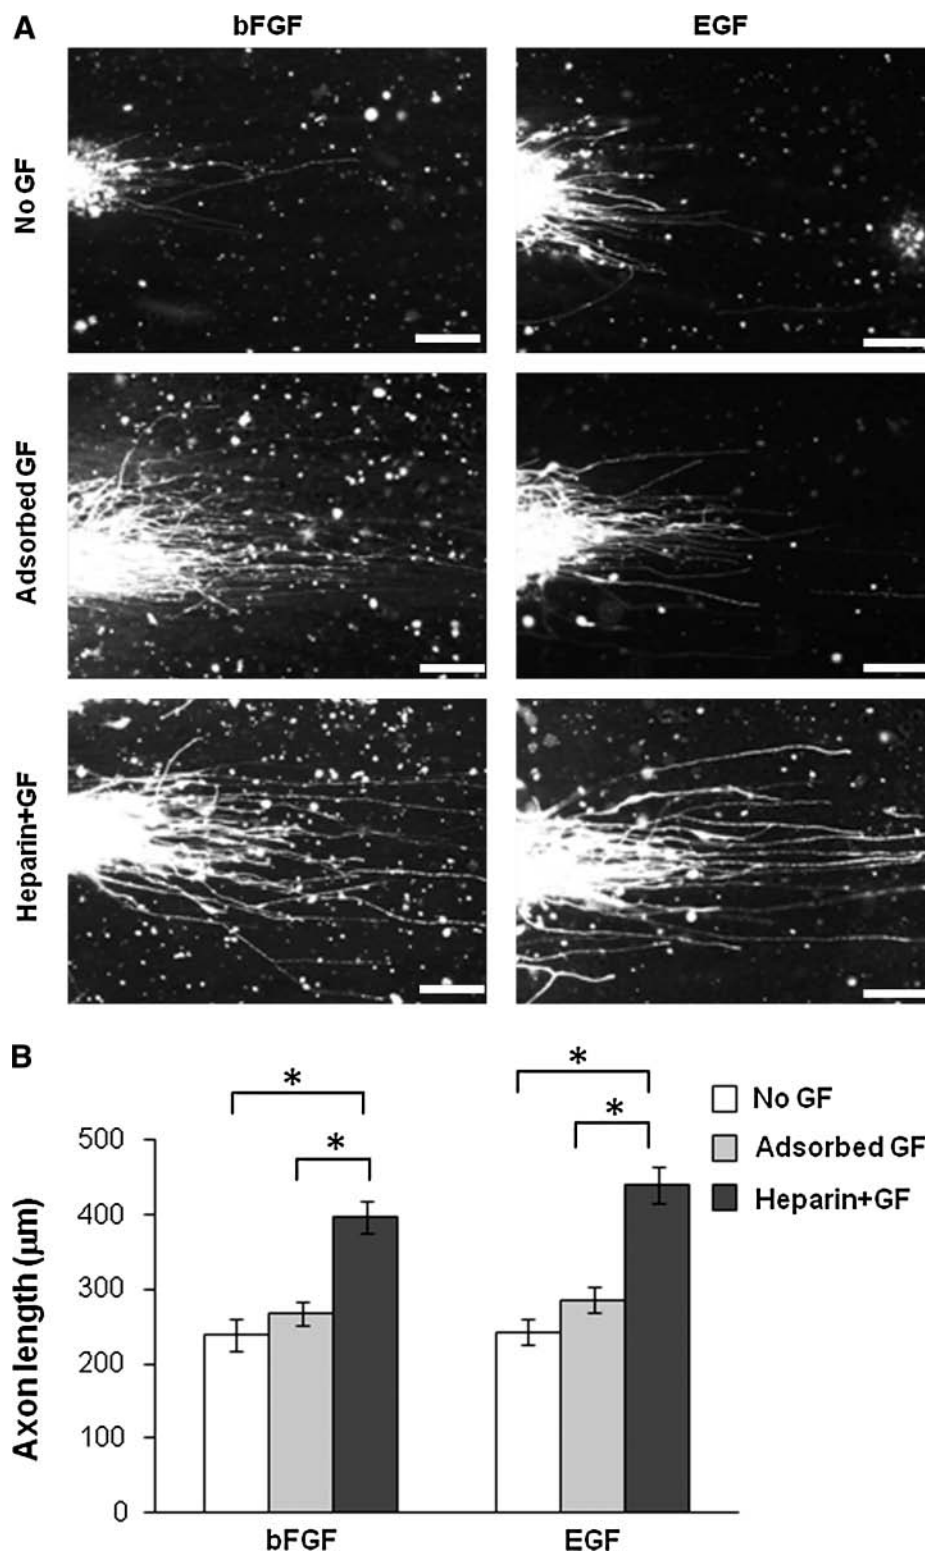 A
bFGF
EGF
No GF
Adsorbed GF
Heparin+GF
B
*
*
*
*
No GF
Adsorbed GF
Heparin+GF
Axon length (μm)
500
400
300
200
100
0
bFGF
EGF